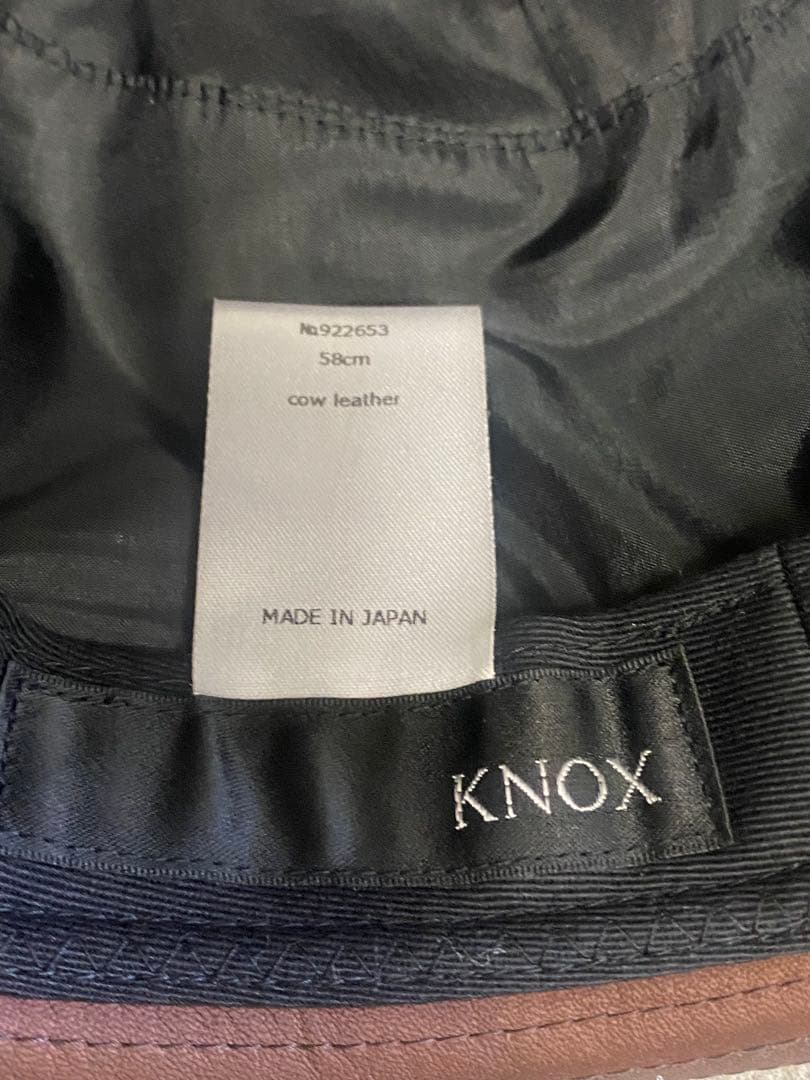 №922653
58cm
cow leather
MADE IN JAPAN
KNOX